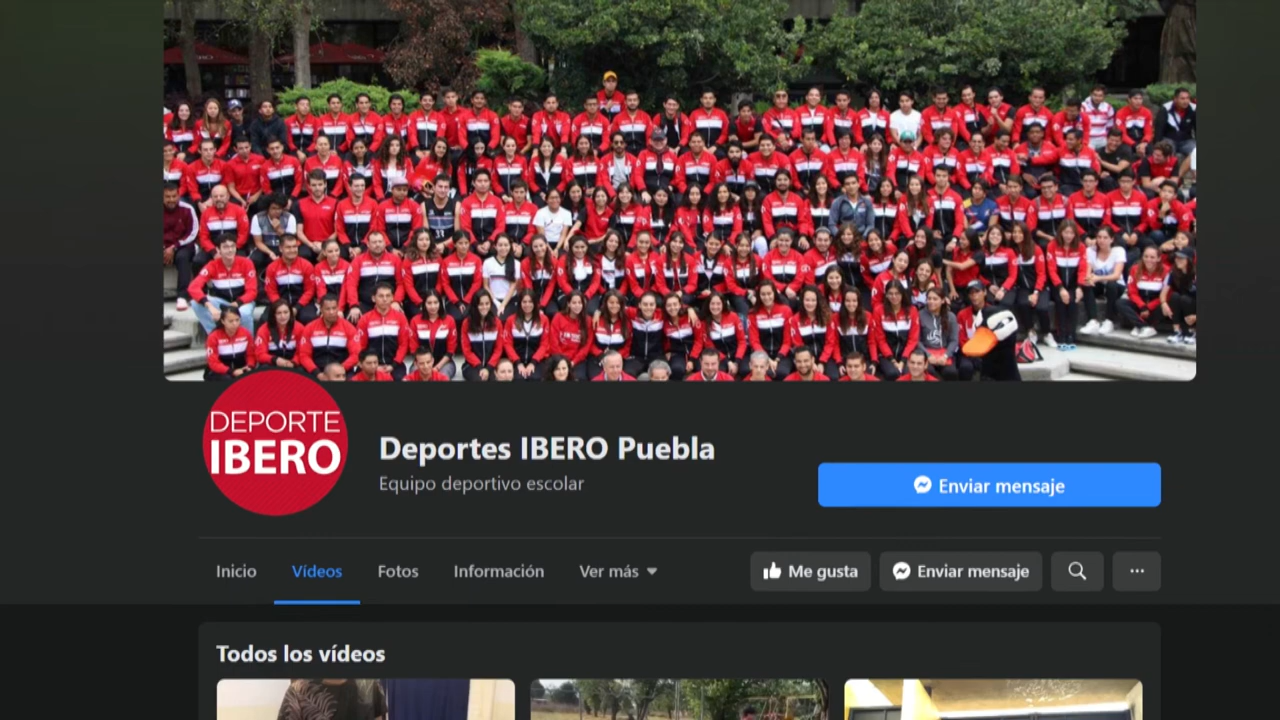 DEPORTE
IBERO
Deportes IBERO Puebla
Equipo deportivo escolar
Enviar mensaje
Inicio
Vídeos
Fotos
Información
Ver más
Me gusta
Enviar mensaje
Todos los vídeos